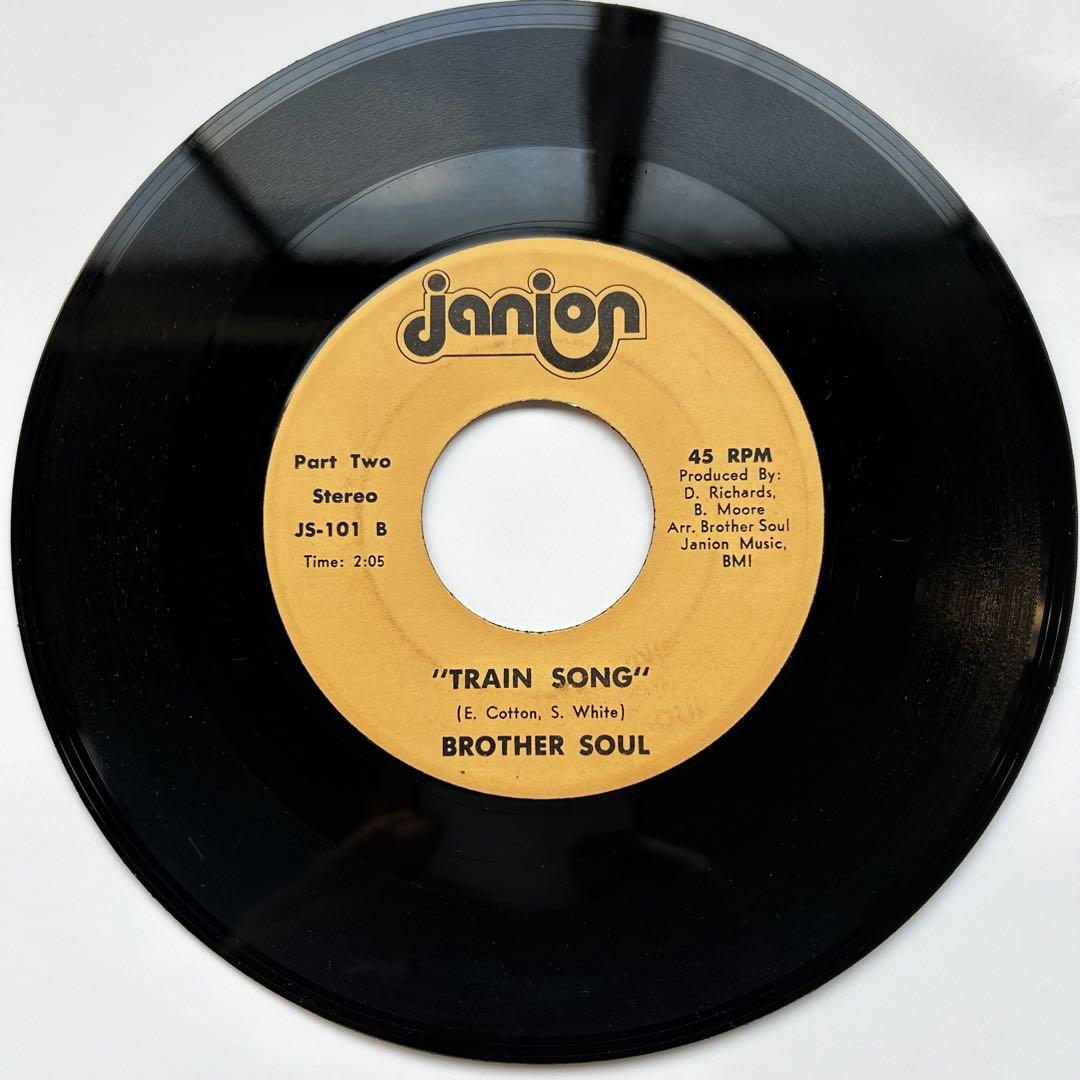 janion
Part Two
Stereo
JS-101 B
Time: 2:05
45 RPM
Produced By:
D. Richards,
B. Moore
Arr. Brother Soul
Janion Music,
BMI
"TRAIN SONG"
(E. Cotton, S. White)
BROTHER SOUL